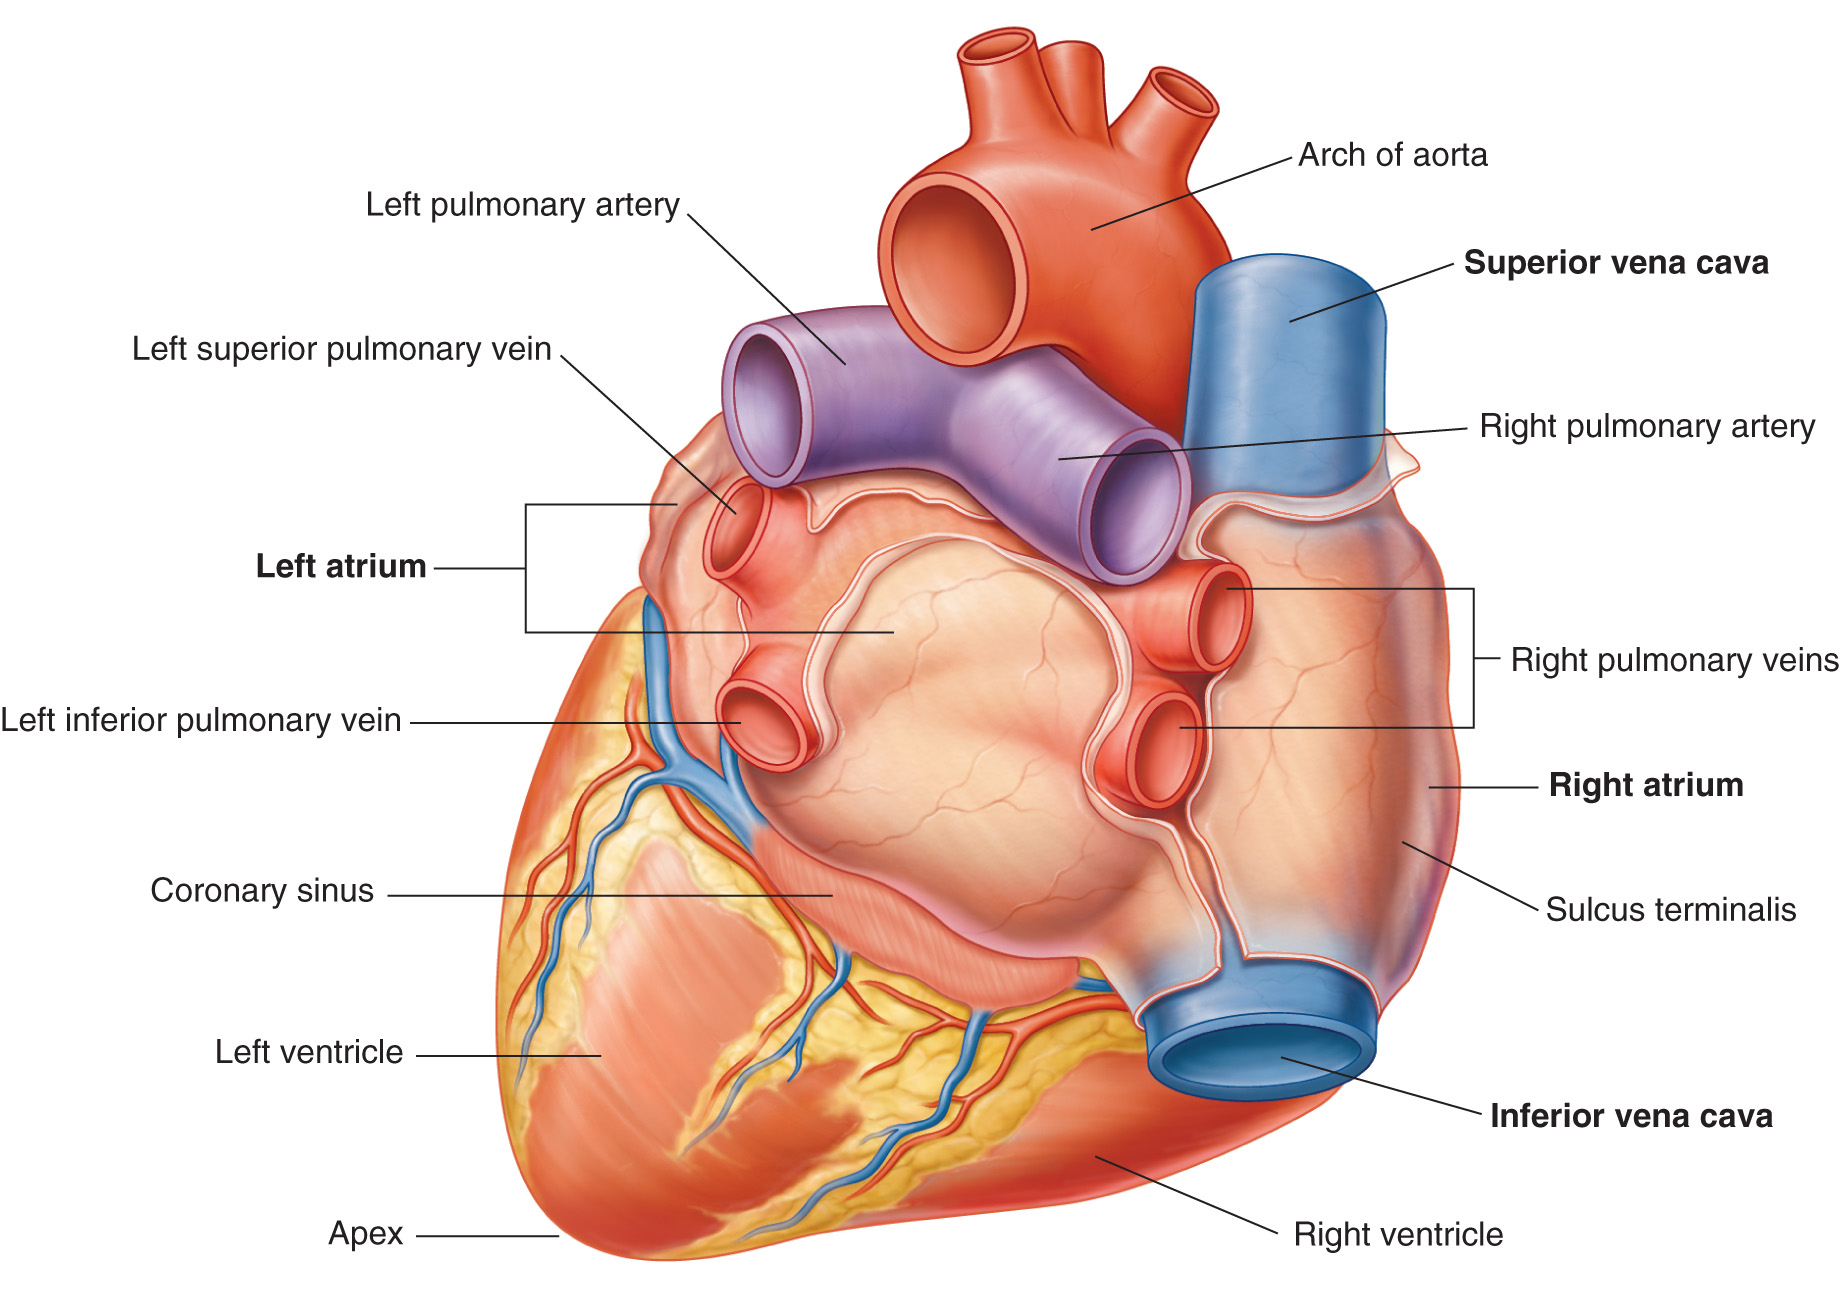 Arch of aorta
Left pulmonary artery
Superior vena cava
Left superior pulmonary vein
Right pulmonary artery
Left atrium
Right pulmonary veins
Left inferior pulmonary vein
Right atrium
Coronary sinus
Sulcus terminalis
Left ventricle
Inferior vena cava
Apex
Right ventricle